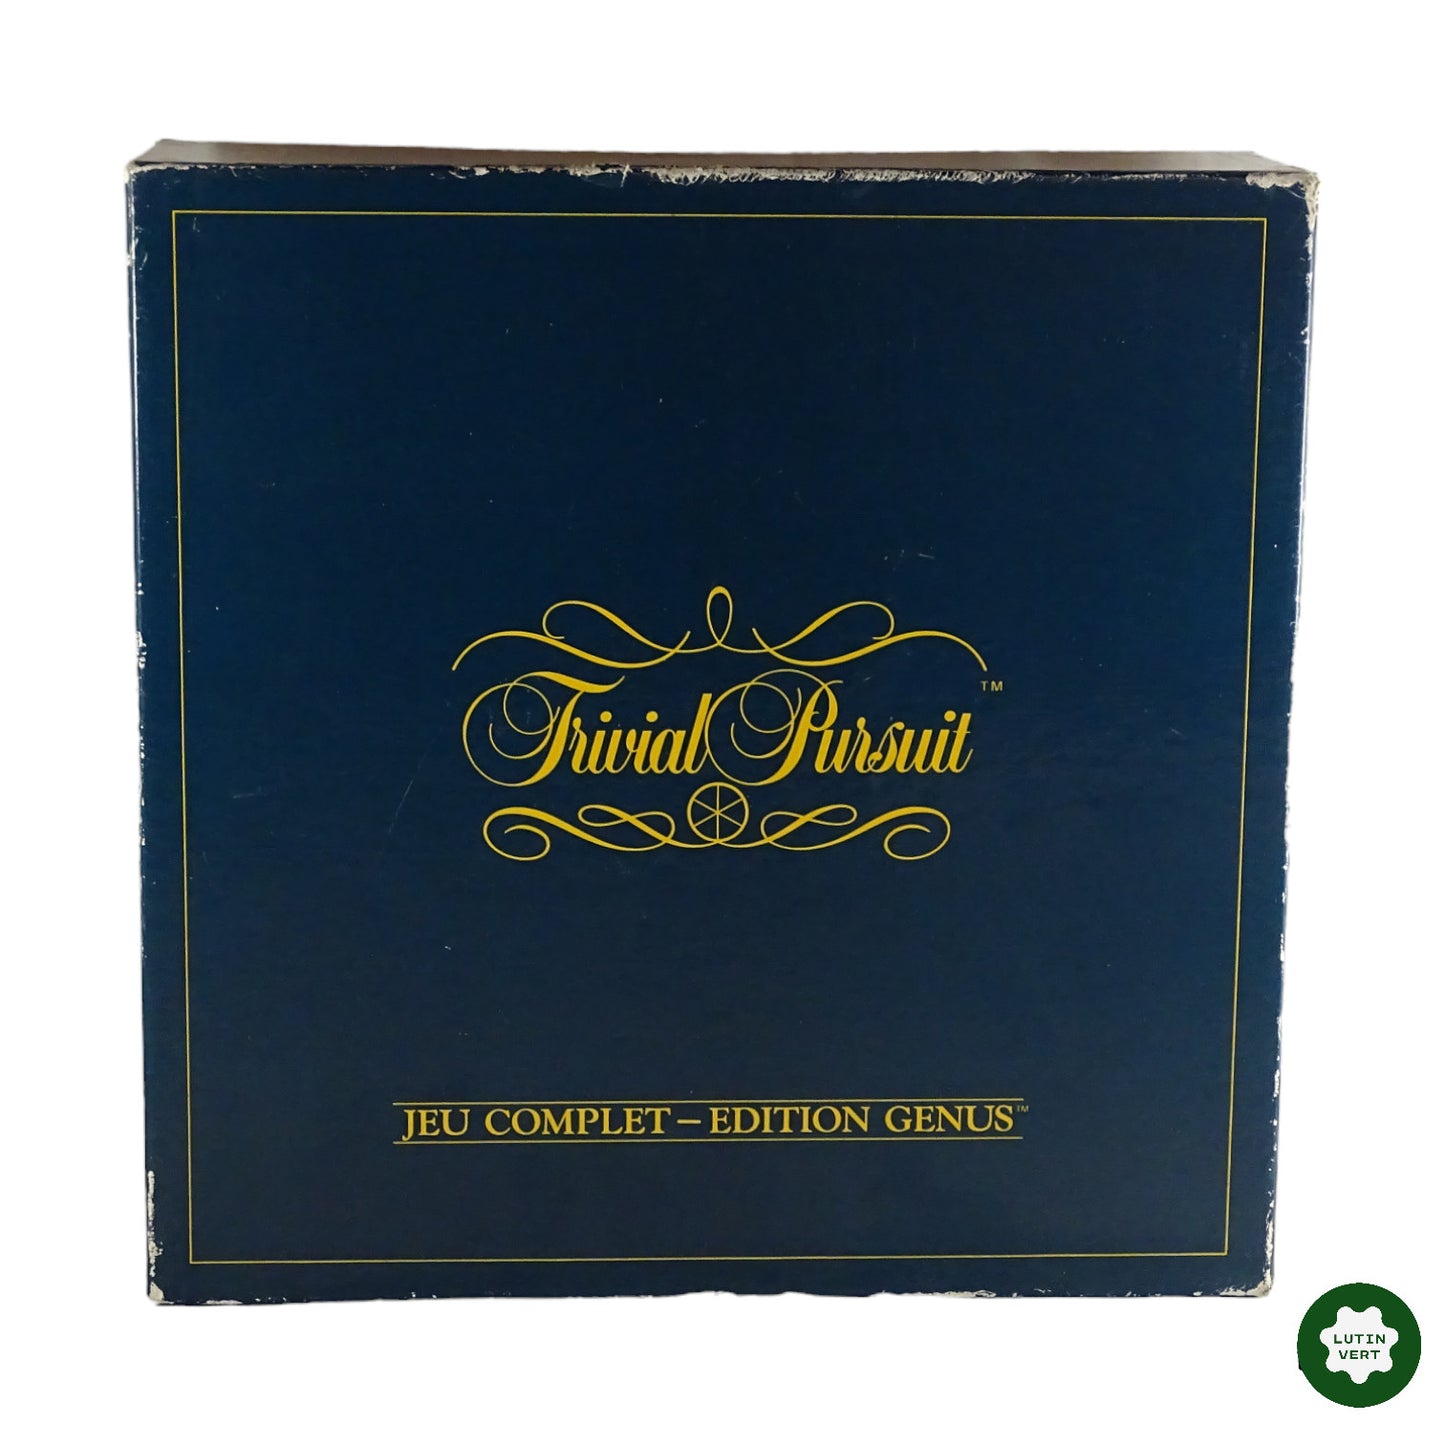 Trivial Pursuit™
JEU COMPLET – EDITION GENUS™
LUTIN
VERT